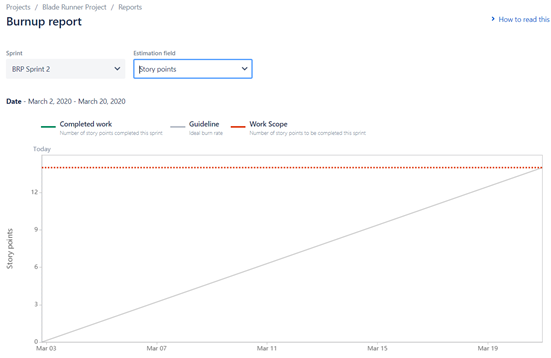 Projects / Blade Runner Project / Reports
Burnup report
How to read this
Sprint
Estimation field
BRP Sprint 2
Story points
Date - March 2, 2020 - March 20, 2020
Completed work
Guideline
Work Scope
Number of story points completed this sprint
Ideal burn rate
Number of story points to be completed this sprint
Today
12
9
6
3
0
Story points
Mar 03
Mar 07
Mar 11
Mar 15
Mar 19